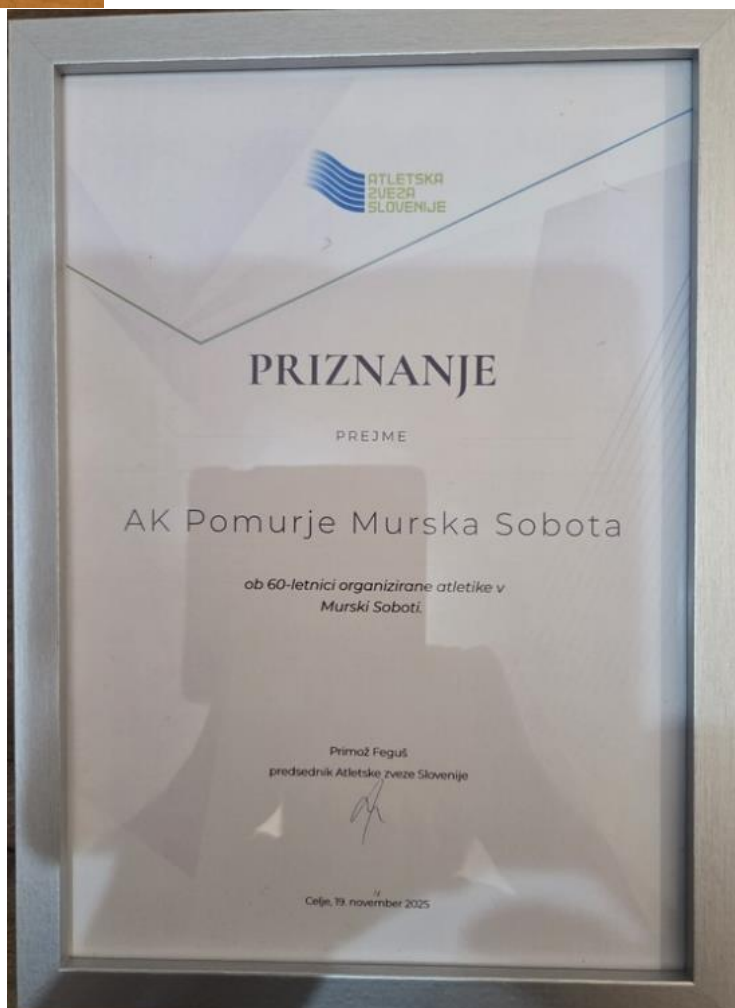 ATLETSKA
ZVEZA
SLOVENIJE
PRIZNANJE
PREJME
AK Pomurje Murska Sobota
ob 60-letnici organizirane atletike v
Murski Soboti.
Primož Feguš
predsednik Atletske zveze Slovenije
Celje, 19. november 2025